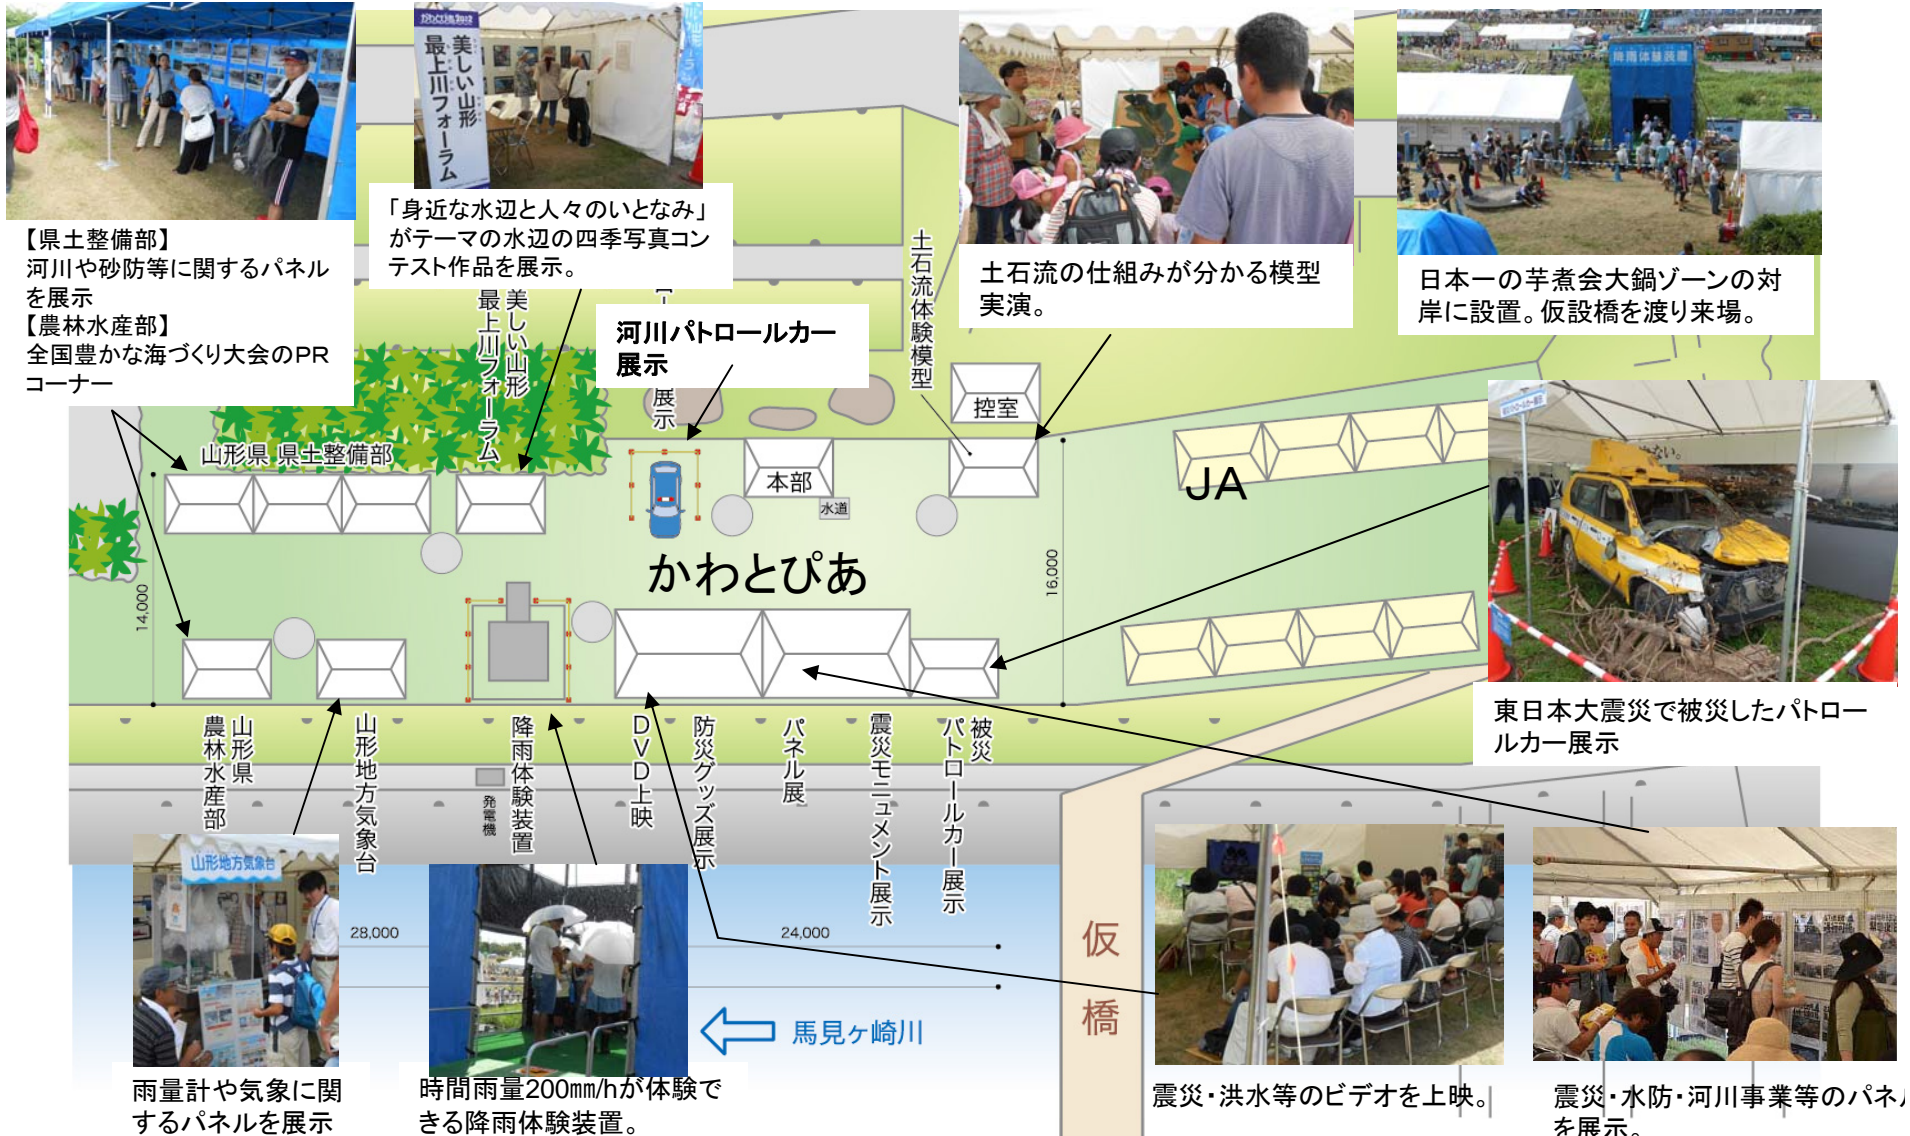 かわとぴあ2013
美しい山形
最上川フォーラム
降雨体験装置
【県土整備部】
河川や砂防等に関するパネル
を展示
【農林水産部】
全国豊かな海づくり大会のPR
コーナー
「身近な水辺と人々のいとなみ」
がテーマの水辺の四季写真コン
テスト作品を展示。
土石流の仕組みが分かる模型
実演。
日本一の芋煮会大鍋ゾーンの対
岸に設置。仮設橋を渡り来場。
河川パトロールカー
展示
美しい山形
最上川フォーラム
展示
土石流体験模型
控室
山形県 県土整備部
本部
水道
JA
かわとぴあ
14,000
16,000
東日本大震災で被災したパトロー
ルカー展示
山形県
農林水産部
山形地方気象台
発電機
降雨体験装置
DVD上映
防災グッズ展示
パネル展
震災モニュメント展示
被災
パトロールカー展示
山形地方気象台
28,000
24,000
馬見ヶ崎川
仮橋
雨量計や気象に関
するパネルを展示
時間雨量200㎜/hが体験で
きる降雨体験装置。
震災・洪水等のビデオを上映。
震災・水防・河川事業等のパネル
を展示。